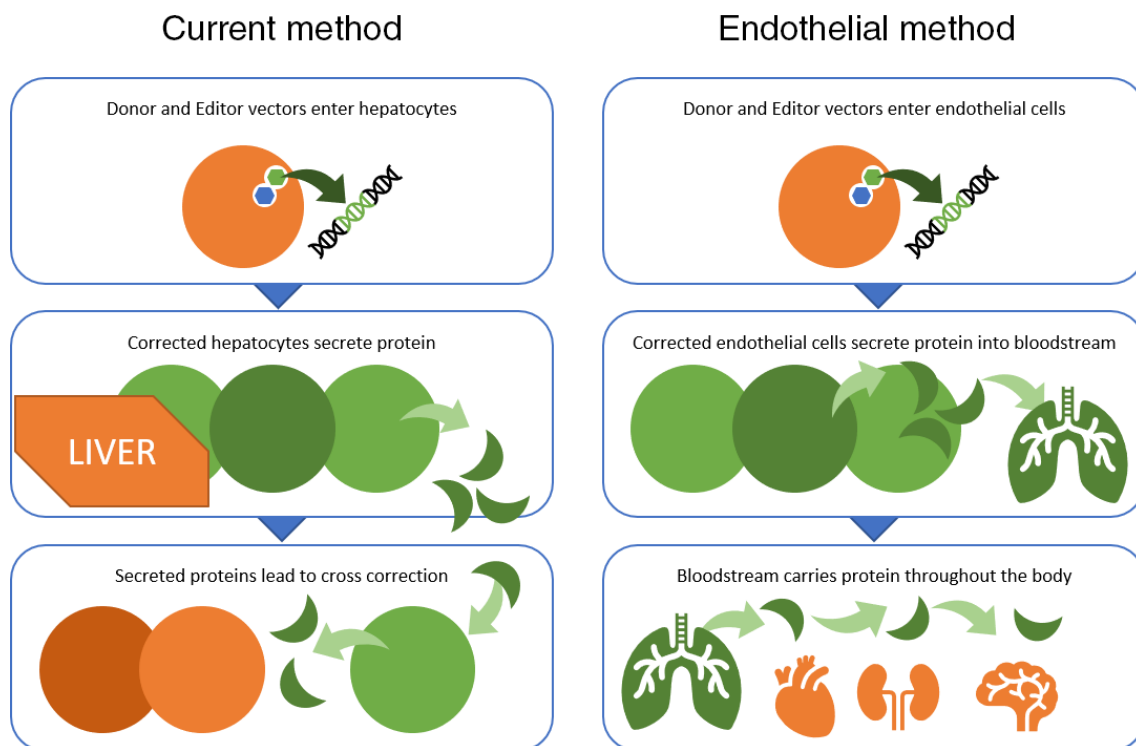 Current method
Donor and Editor vectors enter hepatocytes
Corrected hepatocytes secrete protein
LIVER
Secreted proteins lead to cross correction
Endothelial method
Donor and Editor vectors enter endothelial cells
Corrected endothelial cells secrete protein into bloodstream
Bloodstream carries protein throughout the body